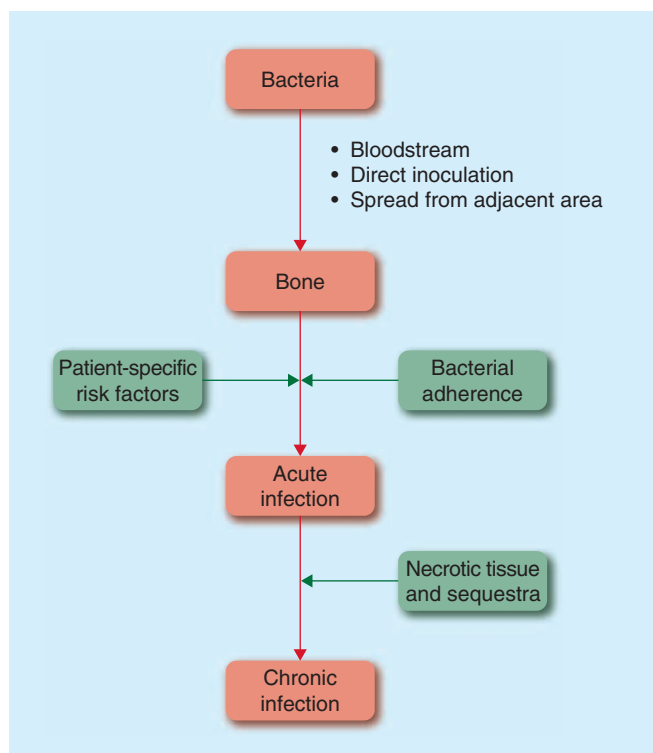 Bacteria
• Bloodstream
• Direct inoculation
• Spread from adjacent area
Bone
Patient-specific
risk factors
Bacterial
adherence
Acute
infection
Necrotic tissue
and sequestra
Chronic
infection